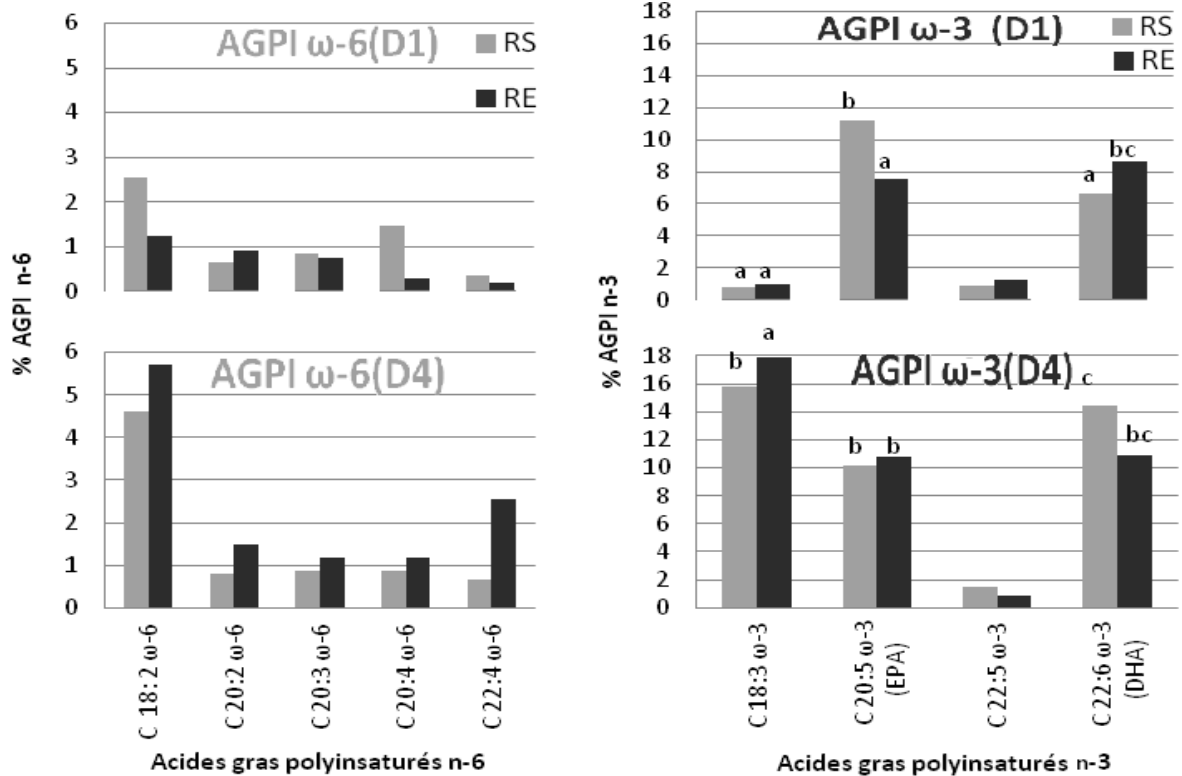 AGPI ω-6(D1)
RS
RE
6
5
4
3
2
1
0
% AGPI n-6
AGPI ω-6(D4)
6
5
4
3
2
1
0
C 18:2 ω-6
C 20:2 ω-6
C 20:3 ω-6
C 20:4 ω-6
C 22:4 ω-6
Acides gras polyinsaturés n-6
AGPI ω-3 (D1)
RS
RE
18
16
14
12
10
8
6
4
2
0
a
a
b
a
a
bc
% AGPI n-3
AGPI ω-3(D4)
18
16
14
12
10
8
6
4
2
0
b
a
b
b
c
bc
C 18:3 ω-3
C 20:5 ω-3
(EPA)
C 22:5 ω-3
C 22:6 ω-3
(DHA)
Acides gras polyinsaturés n-3